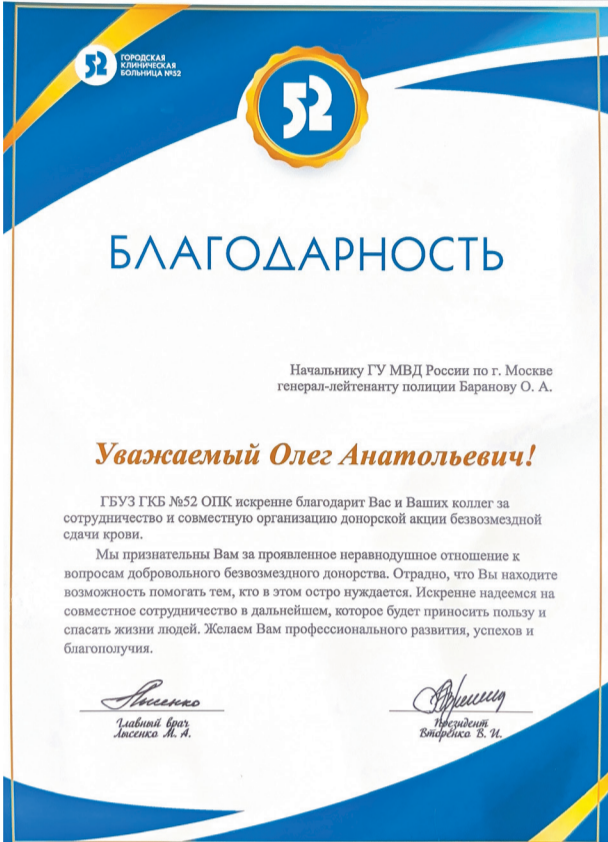 52
ГОРОДСКАЯ
КЛИНИЧЕСКАЯ
БОЛЬНИЦА №52
52
БЛАГОДАРНОСТЬ
Начальнику ГУ МВД России по г. Москве
генерал-лейтенанту полиции Баранову О. А.
Уважаемый Олег Анатольевич!
ГБУЗ ГКБ №52 ОПК искренне благодарит Вас и Ваших коллег за
сотрудничество и совместную организацию донорской акции безвозмездной
сдачи крови.
Мы признательны Вам за проявленное неравнодушное отношение к
вопросам добровольного безвозмездного донорства. Отрадно, что Вы находите
возможность помогать тем, кто в этом остро нуждается. Искренне надеемся на
совместное сотрудничество в дальнейшем, которое будет приносить пользу и
спасать жизни людей. Желаем Вам профессионального развития, успехов и
благополучия.
Лысенко
Главный врач
Лысенко М. А.
Президент
Вторенко В. И.